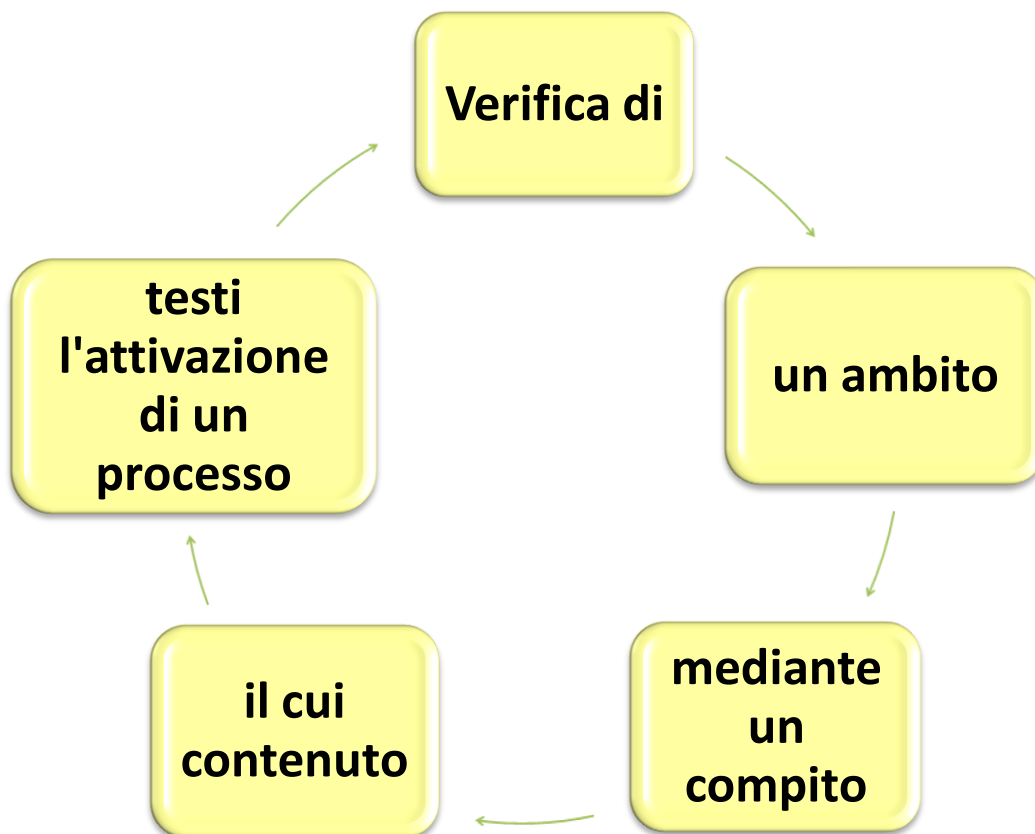 Verifica di
un ambito
mediante
un
compito
il cui
contenuto
testi
l'attivazione
di un
processo